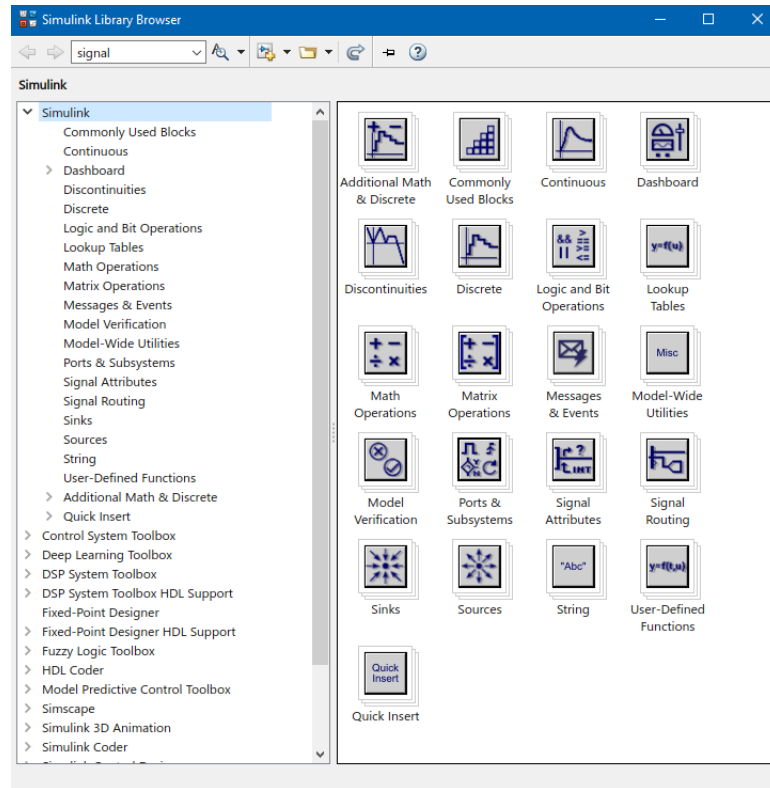 Simulink Library Browser
signal
Simulink
Simulink
Commonly Used Blocks
Continuous
Dashboard
Discontinuities
Discrete
Logic and Bit Operations
Lookup Tables
Math Operations
Matrix Operations
Messages & Events
Model Verification
Model-Wide Utilities
Ports & Subsystems
Signal Attributes
Signal Routing
Sinks
Sources
String
User-Defined Functions
Additional Math & Discrete
Quick Insert
Control System Toolbox
Deep Learning Toolbox
DSP System Toolbox
DSP System Toolbox HDL Support
Fixed-Point Designer
Fixed-Point Designer HDL Support
Fuzzy Logic Toolbox
HDL Coder
Model Predictive Control Toolbox
Simscape
Simulink 3D Animation
Simulink Coder
Additional Math
& Discrete
Commonly
Used Blocks
Continuous
Dashboard
Discontinuities
Discrete
&& > 
|| ==
<=
Logic and Bit
Operations
y=f(u)
Lookup
Tables
+ −
÷ ×
Math
Operations
+ −
÷ ×
Matrix
Operations
Messages
& Events
Misc
Model-Wide
Utilities
Model
Verification
Ports &
Subsystems
?
INT
Signal
Attributes
Signal
Routing
Sinks
Sources
"Abc"
String
y=f(t,u)
User-Defined
Functions
Quick
Insert
Quick Insert